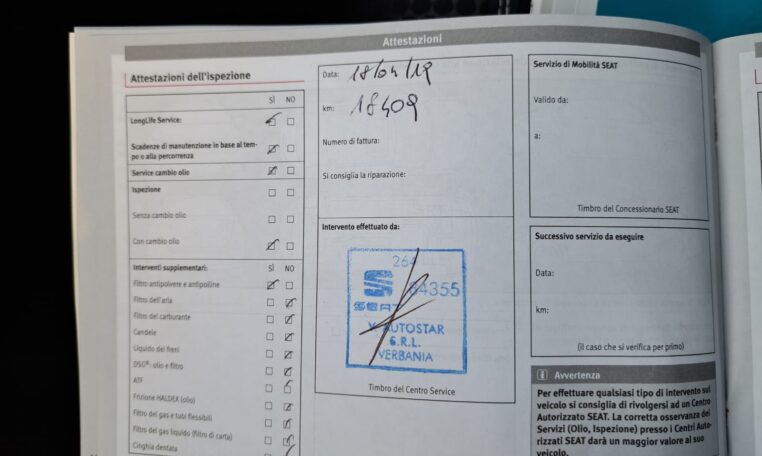 Attestazioni
Attestazioni dell'ispezione
SÌ NO
LongLife Service:
Scadenze di manutenzione in base al tem-
po o alla percorrenza
Service cambio olio
Ispezione
Senza cambio olio
Con cambio olio
Interventi supplementari: SÌ NO
Filtro antipolvere e antipolline
Filtro dell'aria
Filtro del carburante
Candele
Liquido dei freni
DSG®: olio e filtro
ATF
Frizione HALDEX (olio)
Filtro del gas e tubi flessibili
Filtro del gas liquido (filtro di carta)
Cinghia dentata
Data: 18/04/19
km: 18409
Numero di fattura:
Si consiglia la riparazione:
Intervento effettuato da:
264
84355
SEAT
AUTOSTAR
S.R.L.
VERBANIA
Timbro del Centro Service
Servizio di Mobilità SEAT
Valido da:
a:
Timbro del Concessionario SEAT
Successivo servizio da eseguire
Data:
km:
(il caso che si verifica per primo)
Avvertenza
Per effettuare qualsiasi tipo di intervento sul
veicolo si consiglia di rivolgersi ad un Centro
Autorizzato SEAT. La corretta osservanza dei
Servizi (Olio, Ispezione) presso i Centri Auto-
rizzati SEAT darà un maggior valore al suo
veicolo.